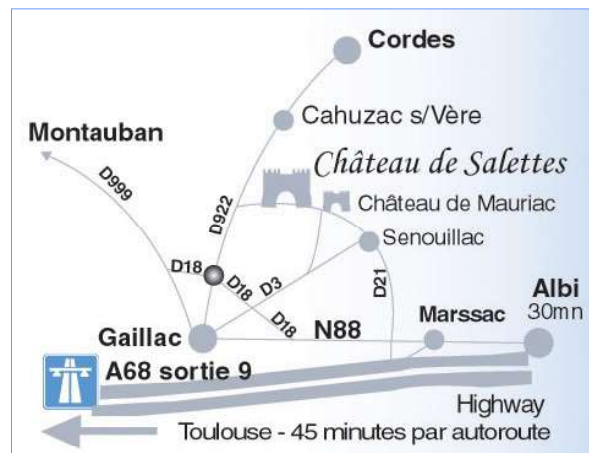 Cordes
Cahuzac s/Vère
Montauban
Château de Salettes
D999
D922
Château de Mauriac
Senouillac
D18
D18
D3
D18
D21
Albi
30mn
Marssac
Gaillac
N88
A68 sortie 9
Highway
Toulouse - 45 minutes par autoroute